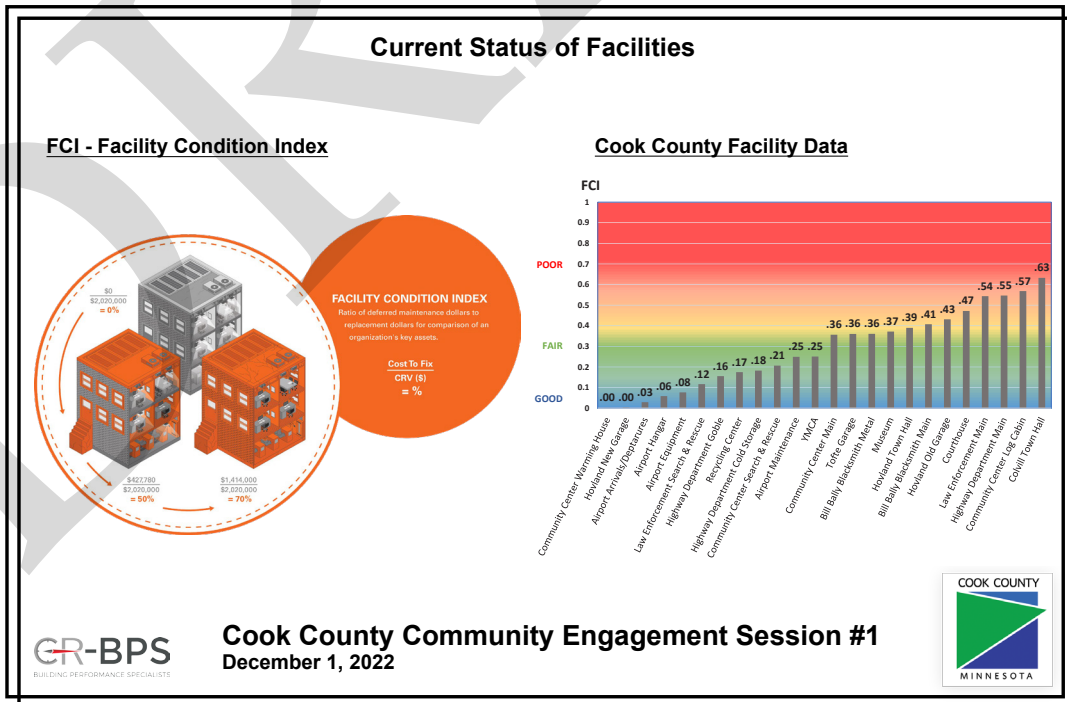 Current Status of Facilities
FCI - Facility Condition Index
$0
$2,020,000
= 0%
$427,780
$2,020,000
= 50%
$1,414,000
$2,020,000
= 70%
FACILITY CONDITION INDEX
Ratio of deferred maintenance dollars to
replacement dollars for comparison of an
organization's key assets.
Cost To Fix
CRV ($)
= %
Cook County Facility Data
FCI
1
0.9
0.8
0.7
0.6
0.5
0.4
0.3
0.2
0.1
0
POOR
FAIR
GOOD
.00 .00 .03 .06 .08 .12 .16 .17 .18 .21 .25 .25 .36 .36 .36 .37 .39 .41 .43 .47 .54 .55 .57 .63
Community Center Warming House
Hovland New Garage
Airport Arrivals/Deptarures
Airport Hangar
Airport Equipment
Law Enforcement Search & Rescue
Highway Department Goble
Recycling Center
Highway Department Cold Storage
Community Center Search & Rescue
Airport Maintenance
YMCA
Community Center Main
Tofte Garage
Bill Bally Blacksmith Metal
Museum
Hovland Town Hall
Bill Bally Blacksmith Main
Hovland Old Garage
Courthouse
Law Enforcement Main
Highway Department Main
Community Center Log Cabin
Colvill Town Hall
CR-BPS
BUILDING PERFORMANCE SPECIALISTS
Cook County Community Engagement Session #1
December 1, 2022
COOK COUNTY
MINNESOTA